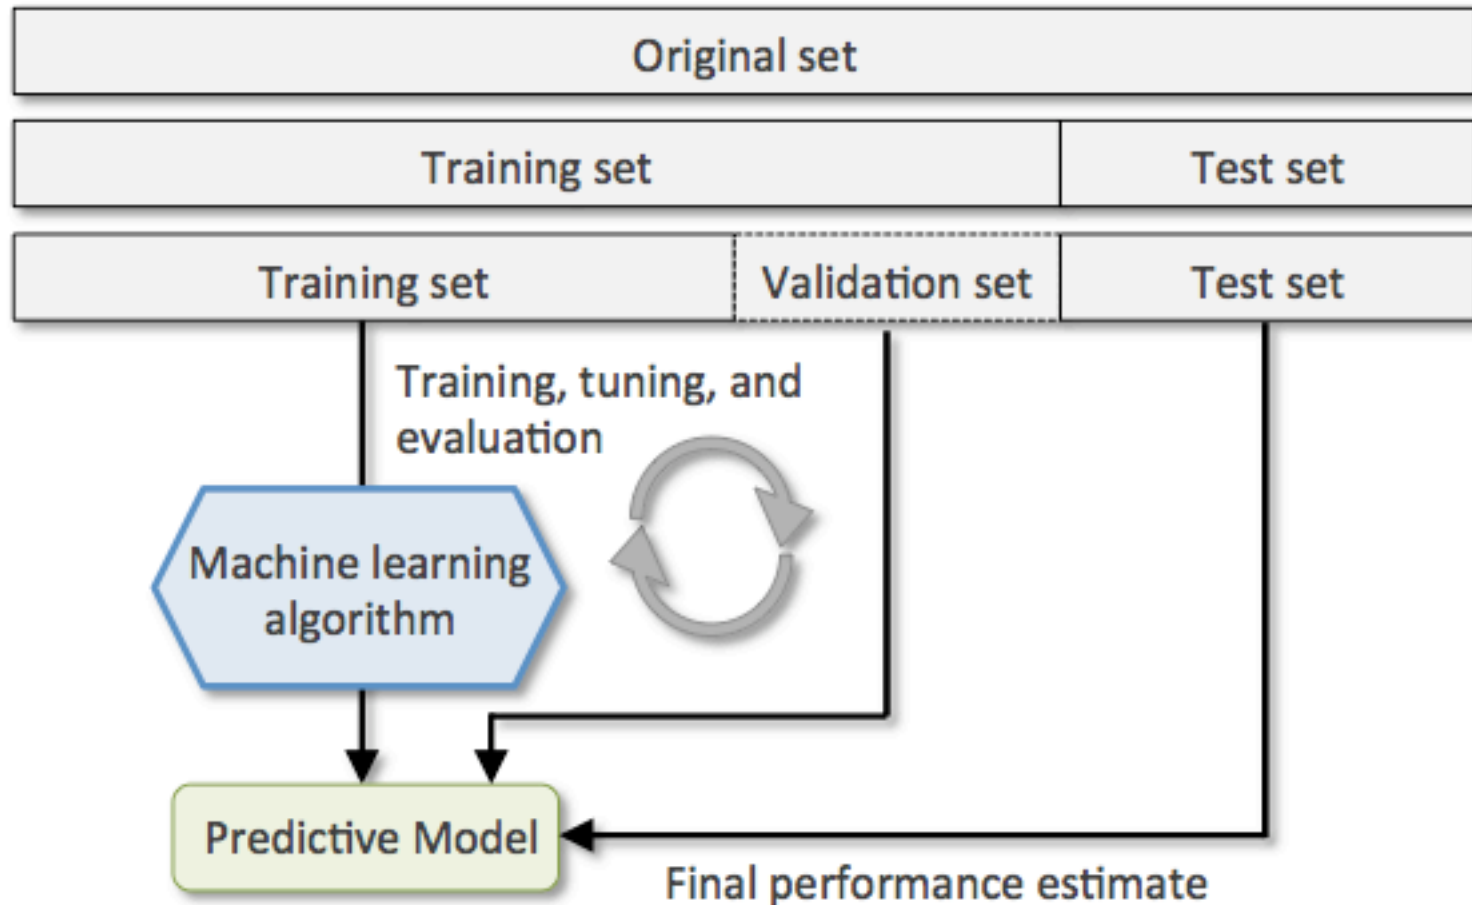 Original set
Training set
Test set
Training set
Validation set
Test set
Training, tuning, and
evaluation
Machine learning
algorithm
Predictive Model
Final performance estimate